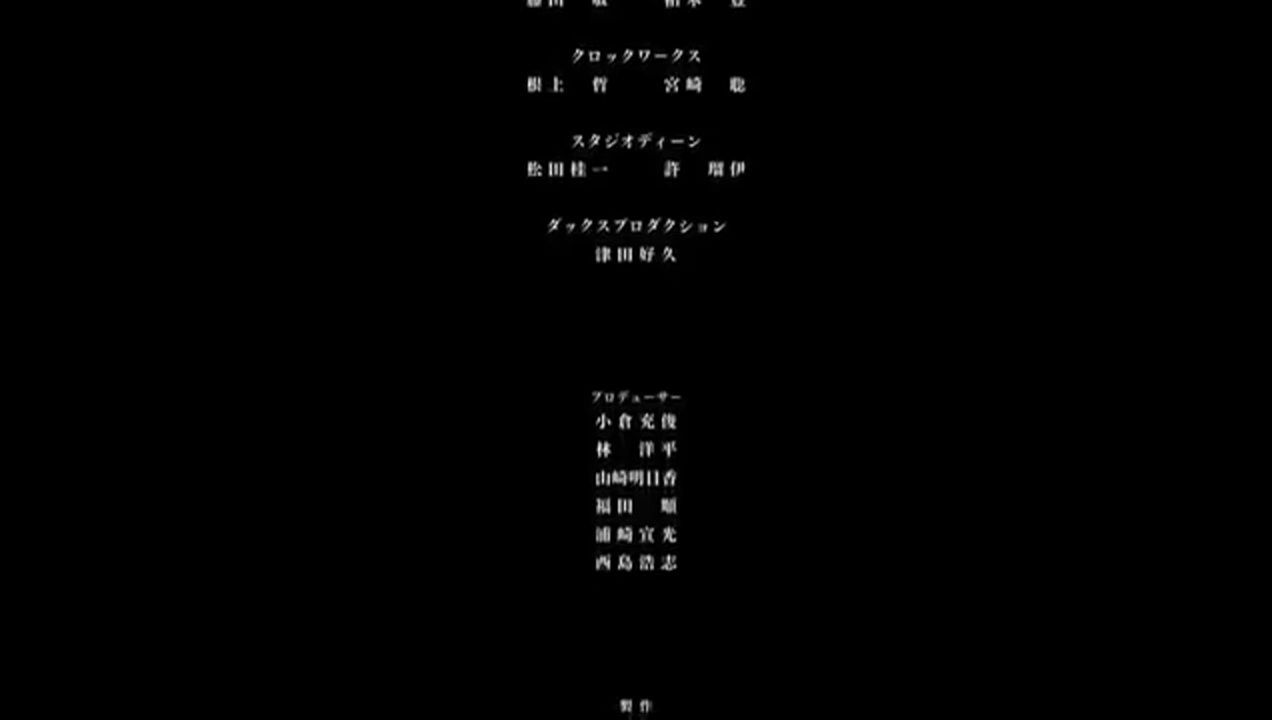 クロックワークス
根上　哲　　宮崎　聡
スタジオディーン
松田桂一　　許　瑠伊
ダックスプロダクション
津田好久
プロデューサー
小倉充俊
林　洋平
山崎明日香
福田　順
浦崎宣光
西島浩志
製作